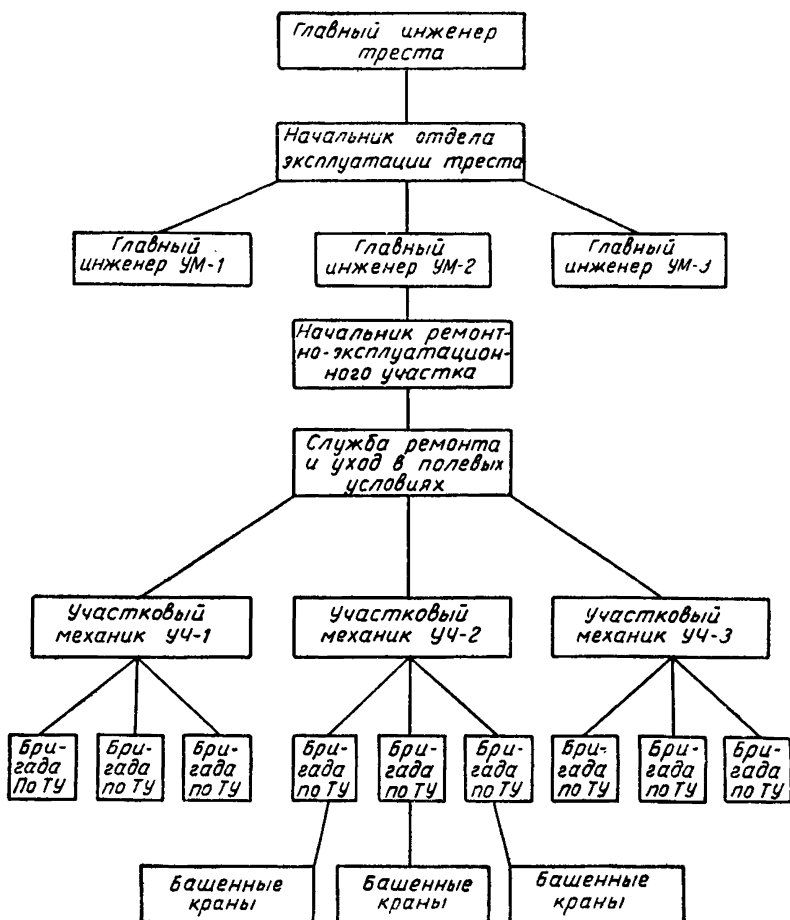 Главный инженер
треста
Начальник отдела
эксплуатации треста
Главный
инженер УМ-1
Главный
инженер УМ-2
Главный
инженер УМ-3
Начальник ремонт-
но-эксплуатацион-
ного участка
Служба ремонта
и уход в полевых
условиях
Участковый
механик УЧ-1
Участковый
механик УЧ-2
Участковый
механик УЧ-3
Бри-
гада
По ТУ
Бри-
гада
по ТУ
Бри-
гада
по ТУ
Бри-
гада
по ТУ
Бри-
гада
по ТУ
Бри-
гада
по ТУ
Бри-
гада
по ТУ
Бри-
гада
по ТУ
Бри-
гада
по ТУ
Башенные
краны
Башенные
краны
Башенные
краны